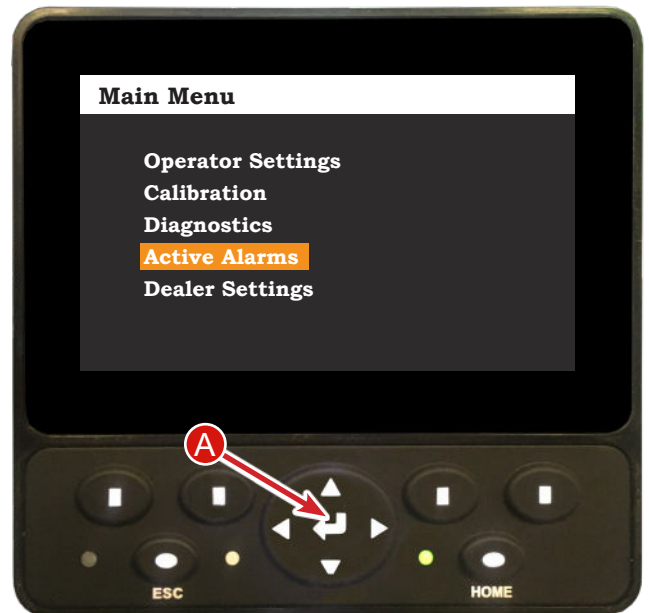 Main Menu
Operator Settings
Calibration
Diagnostics
Active Alarms
Dealer Settings
A
ESC
HOME